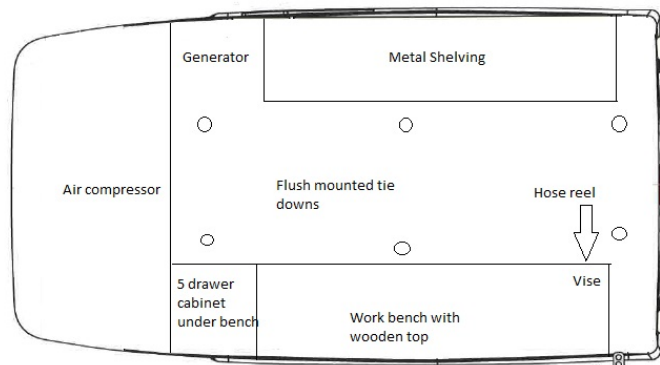 Generator
Metal Shelving
Air compressor
Flush mounted tie
downs
Hose reel
5 drawer
cabinet
under bench
Vise
Work bench with
wooden top